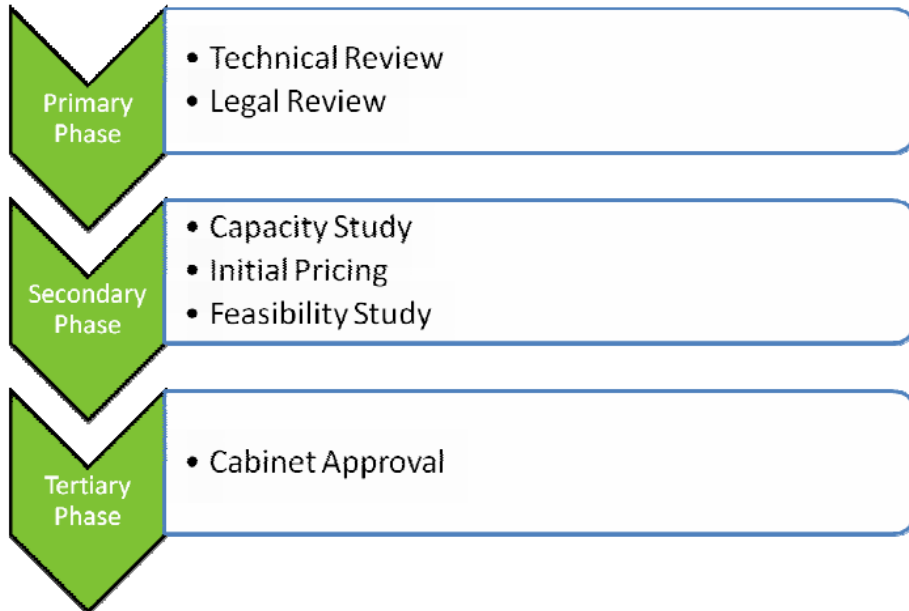 Primary
Phase
• Technical Review
• Legal Review
Secondary
Phase
• Capacity Study
• Initial Pricing
• Feasibility Study
Tertiary
Phase
• Cabinet Approval